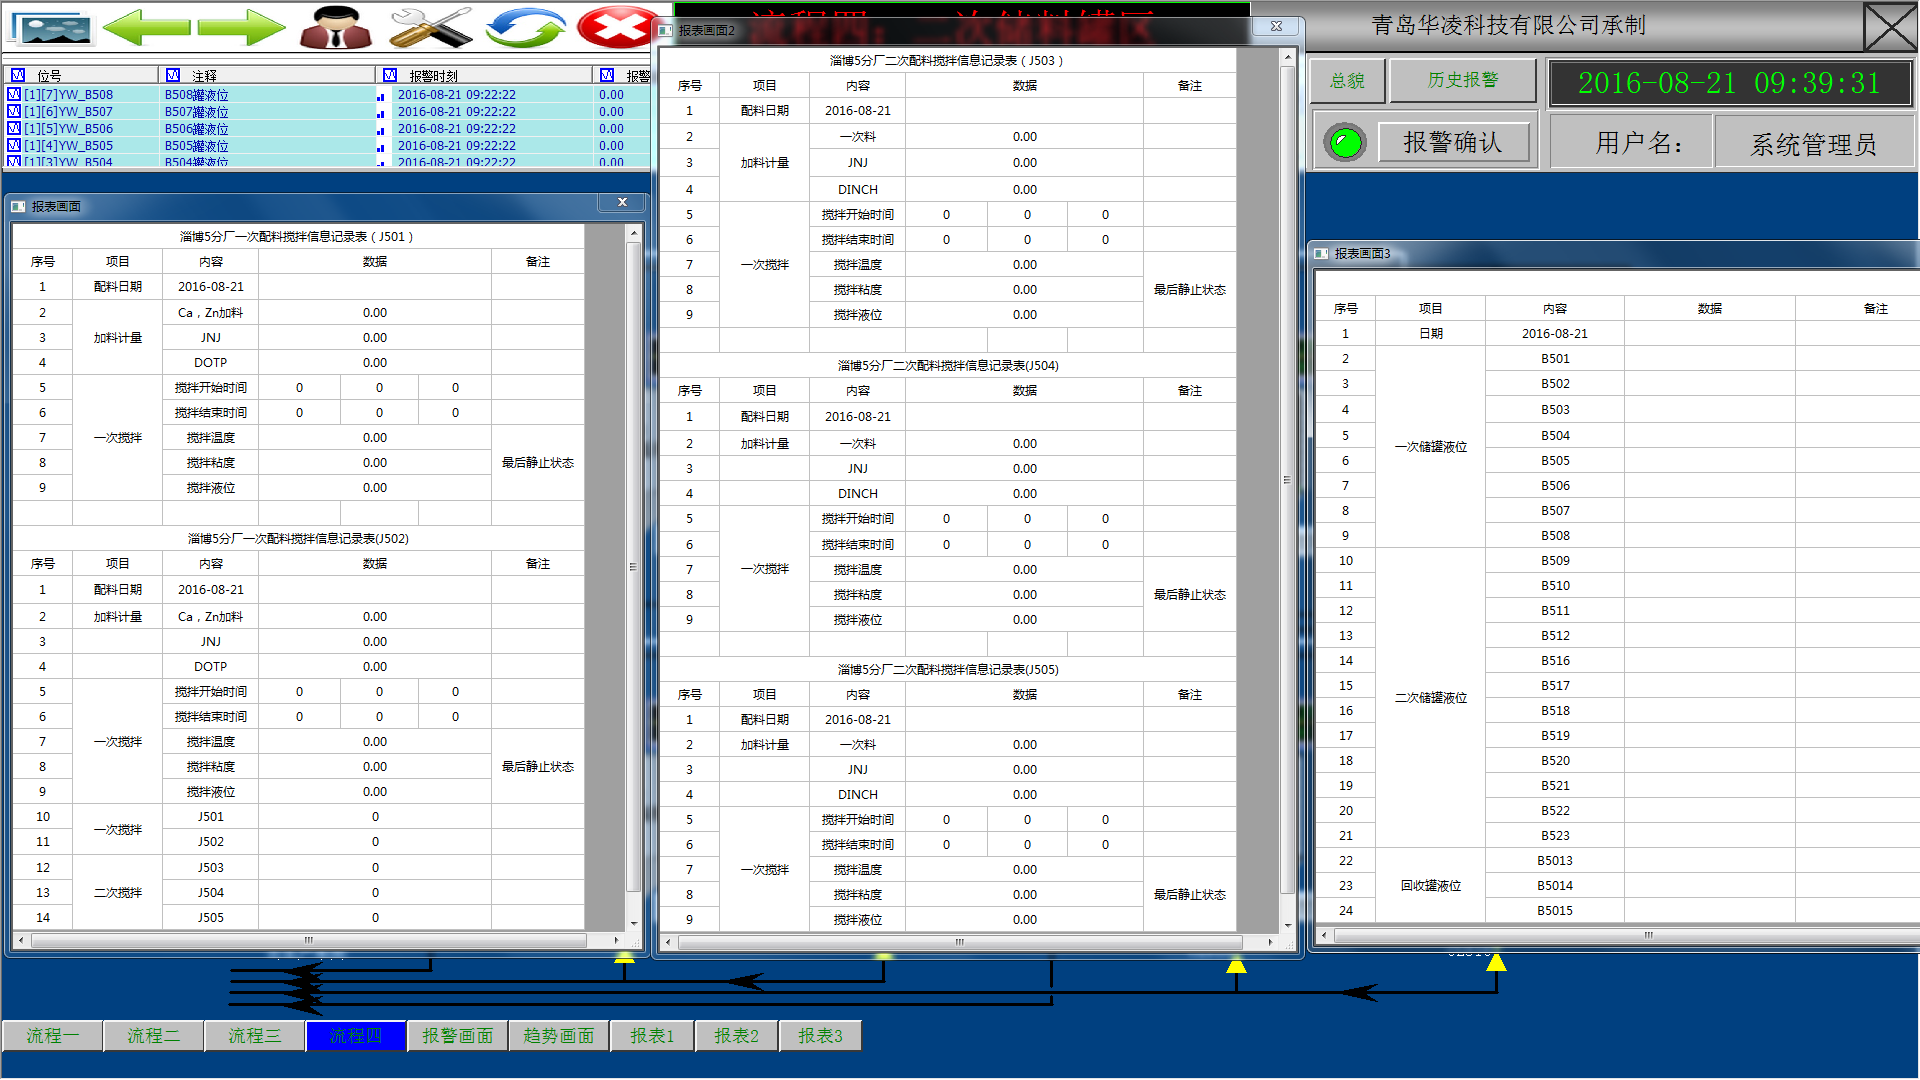 流程四：二次储料罐区
青岛华凌科技有限公司承制
位号 注释 报警时刻 报警
[1][7]YW_B508 B508罐液位 2016-08-21 09:22:22 0.00
[1][6]YW_B507 B507罐液位 2016-08-21 09:22:22 0.00
[1][5]YW_B506 B506罐液位 2016-08-21 09:22:22 0.00
[1][4]YW_B505 B505罐液位 2016-08-21 09:22:22 0.00
[1][3]YW_B504 B504罐液位 2016-08-21 09:22:22 0.00
总貌 历史报警 2016-08-21 09:39:31
报警确认 用户名： 系统管理员
报表画面
淄博5分厂一次配料搅拌信息记录表（J501）
序号 项目 内容 数据 备注
1 配料日期 2016-08-21
2 Ca，Zn加料 0.00
3 加料计量 JNJ 0.00
4 DOTP 0.00
5 搅拌开始时间 0 0 0
6 搅拌结束时间 0 0 0
7 一次搅拌 搅拌温度 0.00
8 搅拌粘度 0.00 最后静止状态
9 搅拌液位 0.00
淄博5分厂一次配料搅拌信息记录表(J502)
序号 项目 内容 数据 备注
1 配料日期 2016-08-21
2 加料计量 Ca，Zn加料 0.00
3 JNJ 0.00
4 DOTP 0.00
5 搅拌开始时间 0 0 0
6 搅拌结束时间 0 0 0
7 一次搅拌 搅拌温度 0.00
8 搅拌粘度 0.00 最后静止状态
9 搅拌液位 0.00
10 一次搅拌 J501 0
11 J502 0
12 J503 0
13 二次搅拌 J504 0
14 J505 0
报表画面2
淄博5分厂二次配料搅拌信息记录表（J503）
序号 项目 内容 数据 备注
1 配料日期 2016-08-21
2 一次料 0.00
3 加料计量 JNJ 0.00
4 DINCH 0.00
5 搅拌开始时间 0 0 0
6 搅拌结束时间 0 0 0
7 一次搅拌 搅拌温度 0.00
8 搅拌粘度 0.00 最后静止状态
9 搅拌液位 0.00
淄博5分厂二次配料搅拌信息记录表(J504)
序号 项目 内容 数据 备注
1 配料日期 2016-08-21
2 加料计量 一次料 0.00
3 JNJ 0.00
4 DINCH 0.00
5 搅拌开始时间 0 0 0
6 搅拌结束时间 0 0 0
7 一次搅拌 搅拌温度 0.00
8 搅拌粘度 0.00 最后静止状态
9 搅拌液位 0.00
淄博5分厂二次配料搅拌信息记录表(J505)
序号 项目 内容 数据 备注
1 配料日期 2016-08-21
2 加料计量 一次料 0.00
3 JNJ 0.00
4 DINCH 0.00
5 搅拌开始时间 0 0 0
6 搅拌结束时间 0 0 0
7 一次搅拌 搅拌温度 0.00
8 搅拌粘度 0.00 最后静止状态
9 搅拌液位 0.00
报表画面3
序号 项目 内容 数据 备注
1 日期 2016-08-21
2 B501
3 B502
4 B503
5 一次储罐液位 B504
6 B505
7 B506
8 B507
9 B508
10 B509
11 B510
12 B511
13 B512
14 B516
15 二次储罐液位 B517
16 B518
17 B519
18 B520
19 B521
20 B522
21 B523
22 B5013
23 回收罐液位 B5014
24 B5015
流程一 流程二 流程三 流程四 报警画面 趋势画面 报表1 报表2 报表3